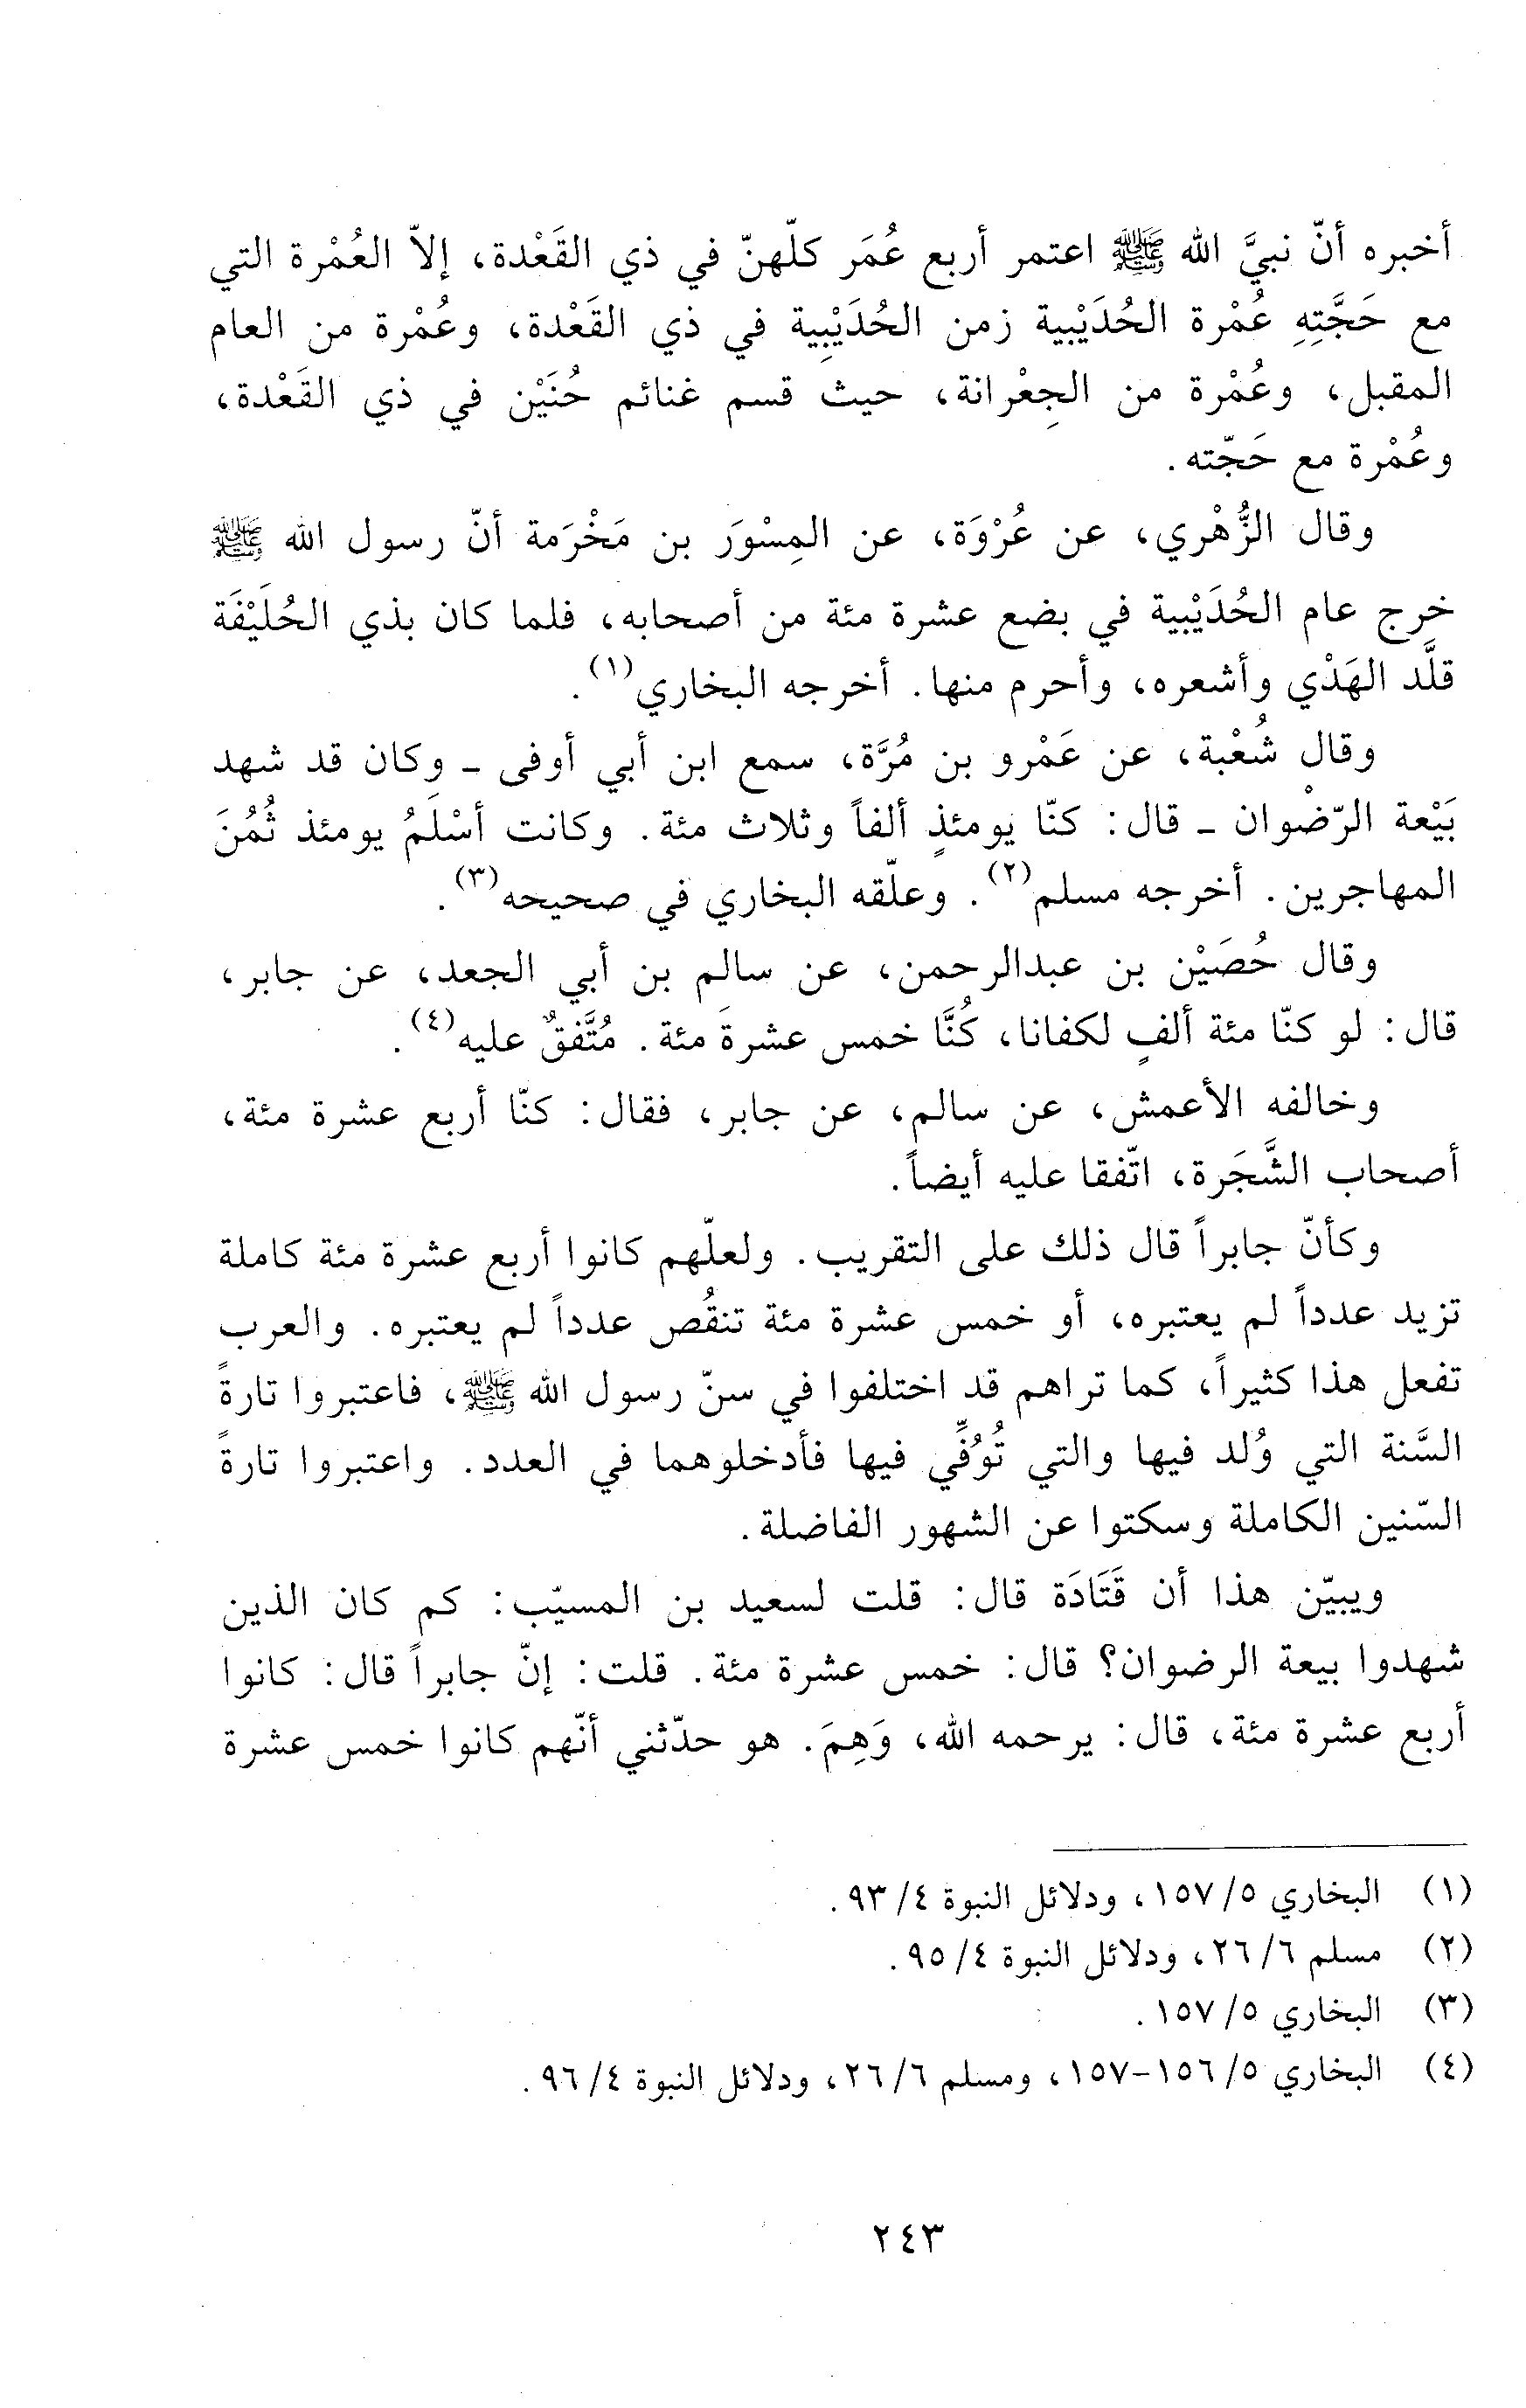 أخبره أنّ نبيَّ الله ﷺ اعتمر أربع عُمَر كلّهنّ في ذي القَعْدة، إلاّ العُمْرة التي
مع حَجَّتِهِ عُمْرة الحُدَيْبية زمن الحُدَيْبِية في ذي القَعْدة، وعُمْرة من العام
المقبل، وعُمْرة من الجِعْرانة، حيث قسم غنائم حُنَيْن في ذي القَعْدة،
وعُمْرة مع حَجّته.
وقال الزُّهْري، عن عُرْوَة، عن المِسْوَر بن مَخْرَمة أنّ رسول الله ﷺ
خرج عام الحُدَيْبية في بضع عشرة مئة من أصحابه، فلما كان بذي الحُلَيْفَة
قلَّد الهَدْي وأشعره، وأحرم منها. أخرجه البخاري(١).
وقال شُعْبة، عن عَمْرو بن مُرَّة، سمع ابن أبي أوفى - وكان قد شهد
بَيْعة الرّضْوان - قال: كنّا يومئذٍ ألفاً وثلاث مئة. وكانت أسْلَمُ يومئذ ثُمُنَ
المهاجرين. أخرجه مسلم(٢). وعلّقه البخاري في صحيحه(٣).
وقال حُصَيْن بن عبدالرحمن، عن سالم بن أبي الجعد، عن جابر،
قال: لو كنّا مئة ألفٍ لكفانا، كُنَّا خمس عشرةَ مئة. مُتَّفقٌ عليه(٤).
وخالفه الأعمش، عن سالم، عن جابر، فقال: كنّا أربع عشرة مئة،
أصحاب الشَّجَرة، اتّفقا عليه أيضاً.
وكأنّ جابراً قال ذلك على التقريب. ولعلّهم كانوا أربع عشرة مئة كاملة
تزيد عدداً لم يعتبره، أو خمس عشرة مئة تنقُص عدداً لم يعتبره. والعرب
تفعل هذا كثيراً، كما تراهم قد اختلفوا في سنّ رسول الله ﷺ، فاعتبروا تارةً
السَّنة التي وُلد فيها والتي تُوُفِّي فيها فأدخلوهما في العدد. واعتبروا تارةً
السّنين الكاملة وسكتوا عن الشهور الفاضلة.
ويبيّن هذا أن قَتَادَة قال: قلت لسعيد بن المسيّب: كم كان الذين
شهدوا بيعة الرضوان؟ قال: خمس عشرة مئة. قلت: إنّ جابراً قال: كانوا
أربع عشرة مئة، قال: يرحمه الله، وَهِمَ. هو حدّثني أنّهم كانوا خمس عشرة
(١) البخاري ٥/ ١٥٧، ودلائل النبوة ٤/ ٩٣.
(٢) مسلم ٦/ ٢٦، ودلائل النبوة ٤/ ٩٥.
(٣) البخاري ٥/ ١٥٧.
(٤) البخاري ٥/ ١٥٦-١٥٧، ومسلم ٦/ ٢٦، ودلائل النبوة ٤/ ٩٦.
٢٤٣